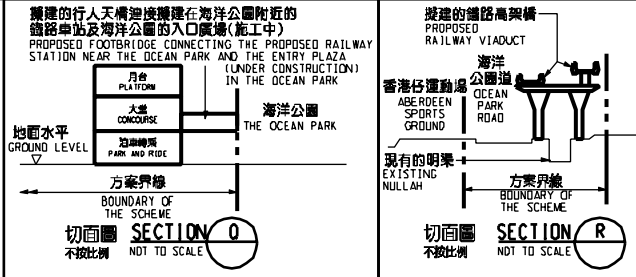 擬建的行人天橋連接擬建在海洋公園附近的
鐵路車站及海洋公園的入口廣場(施工中)
PROPOSED FOOTBRIDGE CONNECTING THE PROPOSED RAILWAY
STATION NEAR THE OCEAN PARK AND THE ENTRY PLAZA
(UNDER CONSTRUCTION)
IN THE OCEAN PARK
月台
PLATFORM
大堂
CONCOURSE
泊車轉乘
PARK AND RIDE
海洋公園
THE OCEAN PARK
地面水平
GROUND LEVEL
方案界線
BOUNDARY OF
THE SCHEME
切面圖 SECTION Q
不按比例 NOT TO SCALE
擬建的鐵路高架橋
PROPOSED
RAILWAY VIADUCT
海洋
公園道
OCEAN
PARK
ROAD
香港仔運動場
ABERDEEN
SPORTS
GROUND
現有的明渠
EXISTING
NULLAH
方案界線
BOUNDARY OF
THE SCHEME
切面圖 SECTION R
不按比例 NOT TO SCALE